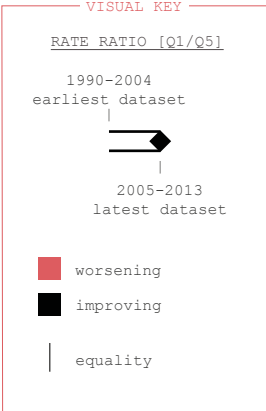 VISUAL KEY
RATE RATIO [Q1/Q5]
1990–2004
earliest dataset
2005–2013
latest dataset
worsening
improving
equality